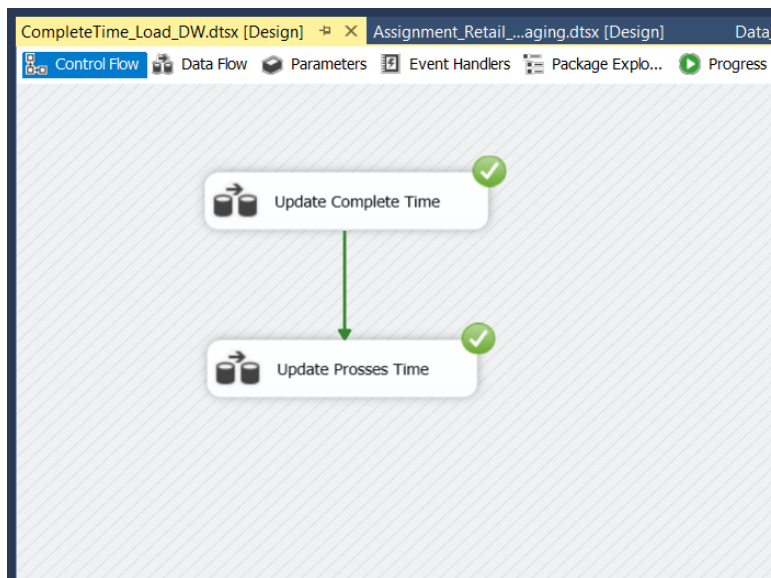 CompleteTime_Load_DW.dtsx [Design] Assignment_Retail_...aging.dtsx [Design] Data_
Control Flow Data Flow Parameters Event Handlers Package Explo... Progress
Update Complete Time
Update Prosses Time